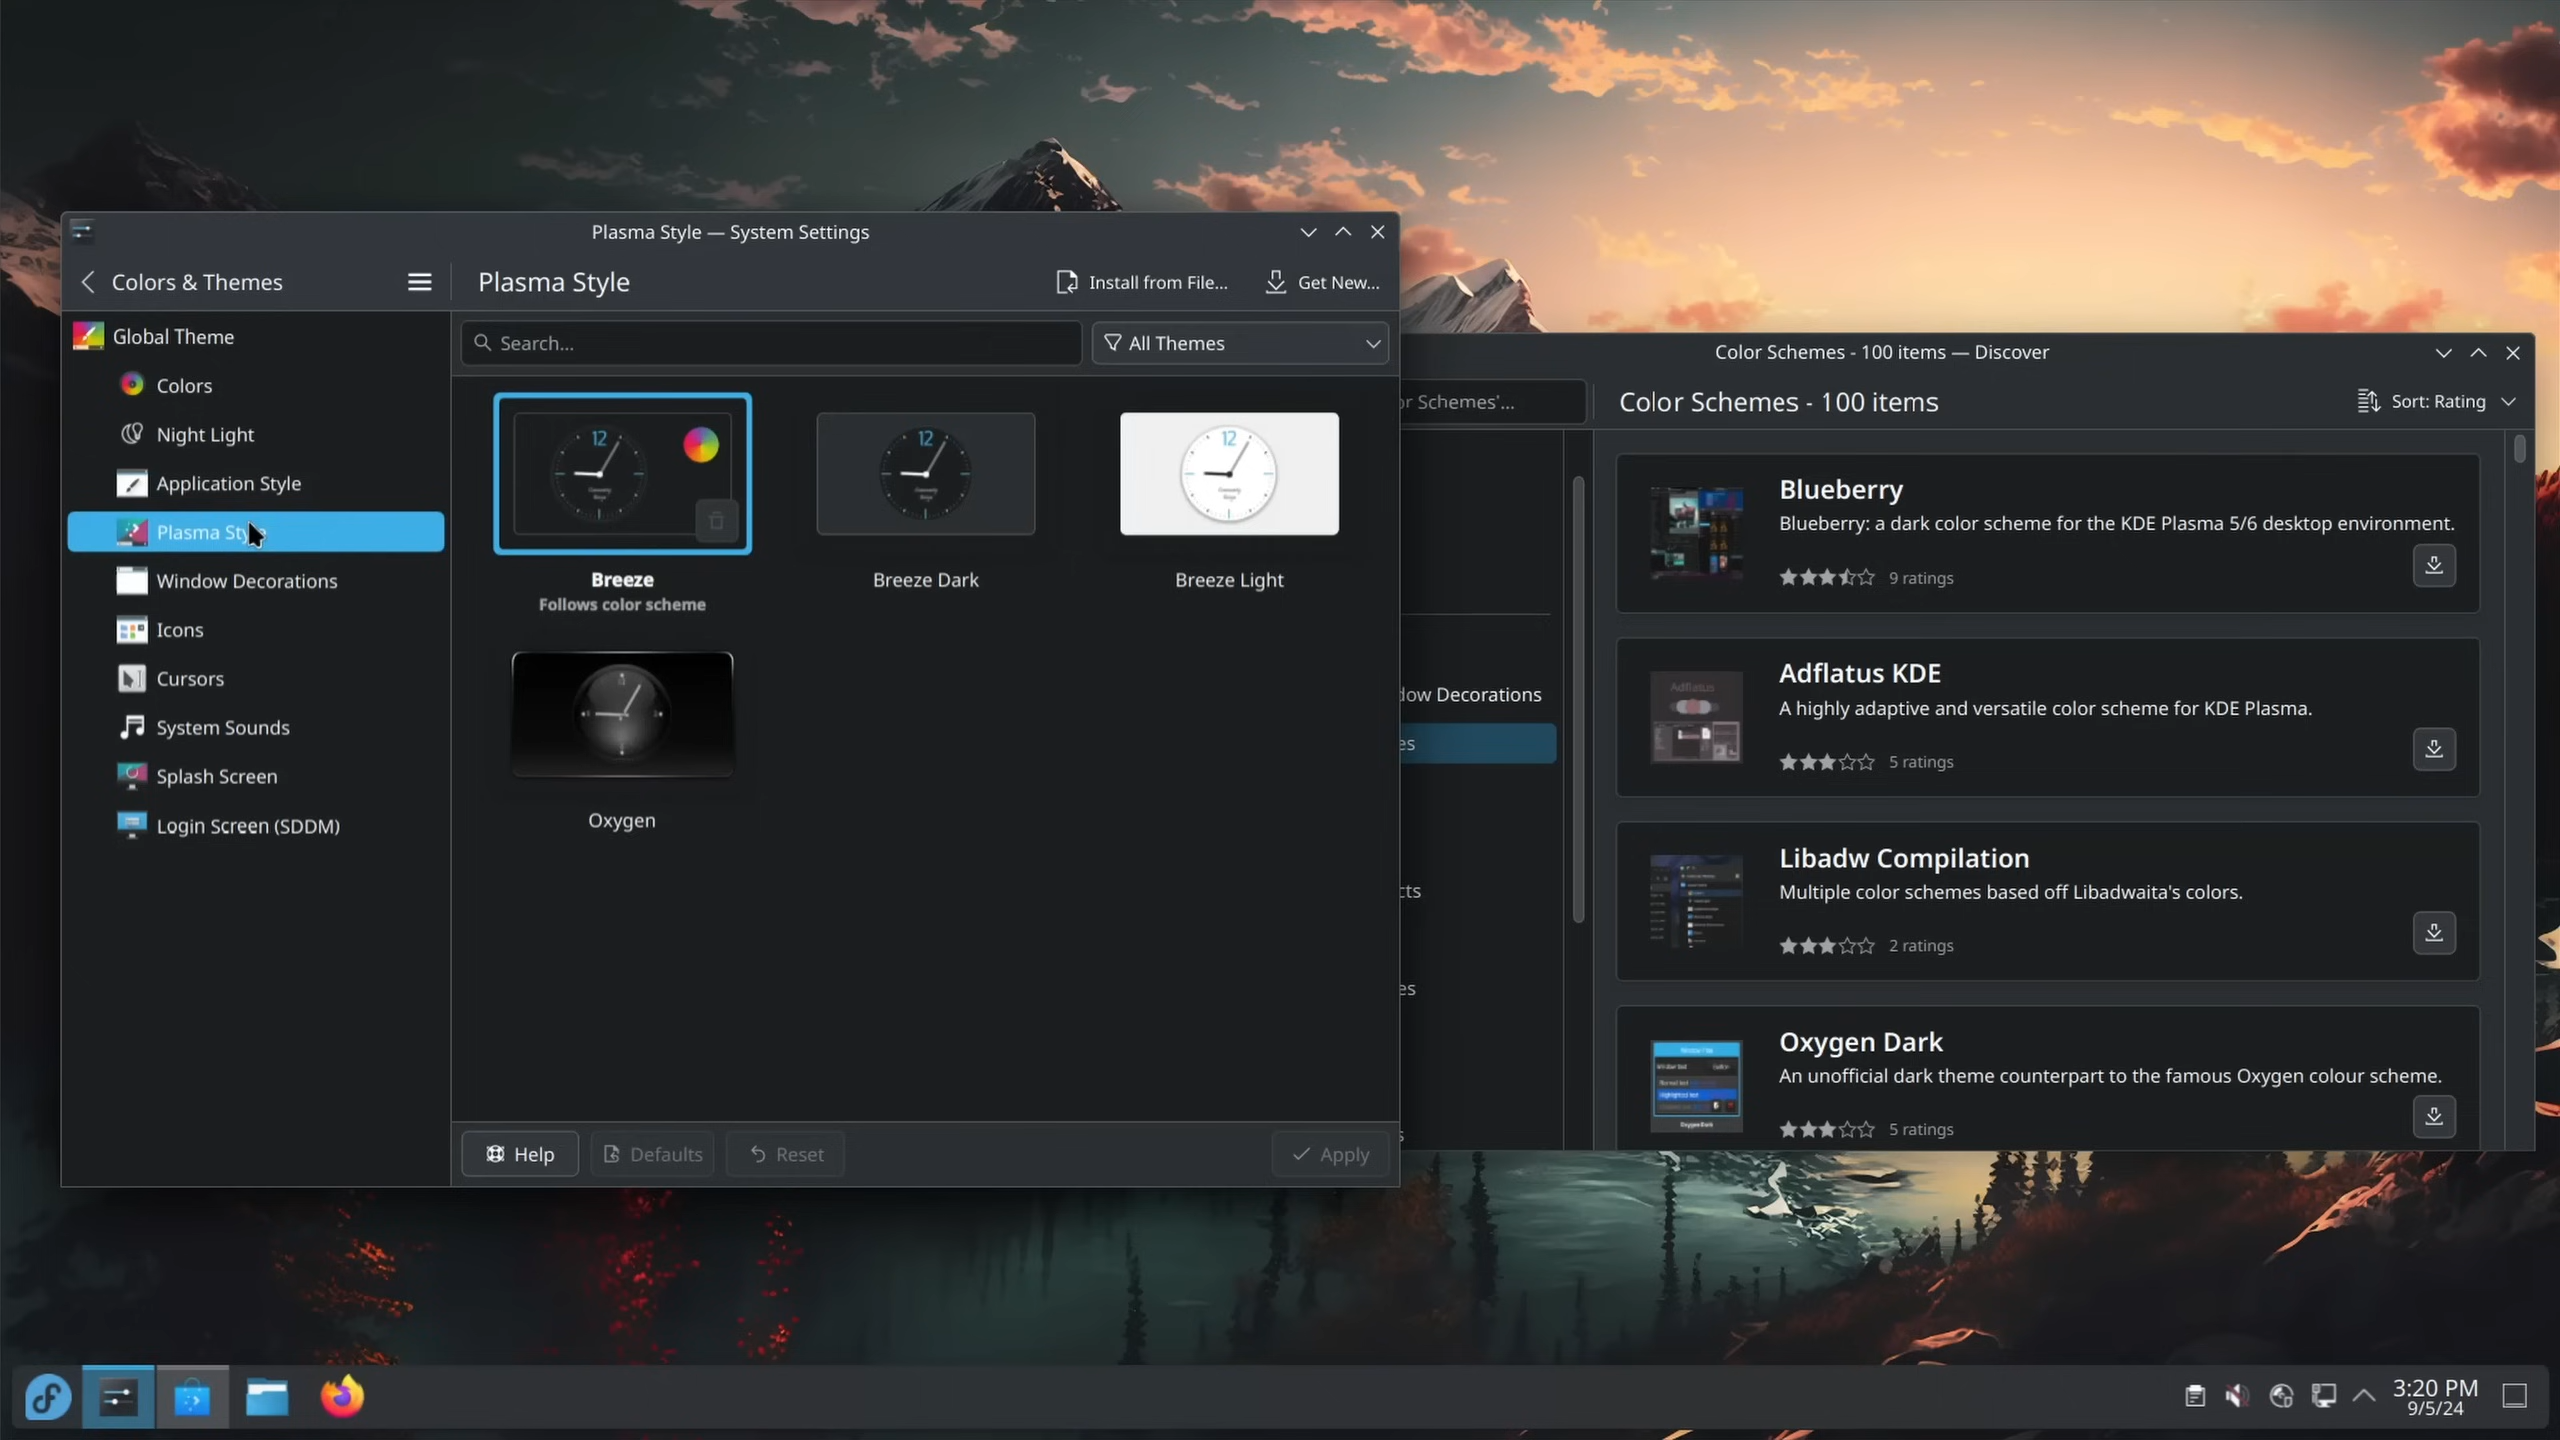 Plasma Style — System Settings
Colors & Themes
Plasma Style
Install from File...
Get New...
Global Theme
Colors
Night Light
Application Style
Plasma Style
Window Decorations
Icons
Cursors
System Sounds
Splash Screen
Login Screen (SDDM)
Search...
All Themes
12
12
12
Breeze
Follows color scheme
Breeze Dark
Breeze Light
Oxygen
Help
Defaults
Reset
Apply
Color Schemes - 100 items — Discover
Schemes'...
Color Schemes - 100 items
Sort: Rating
Decorations
Blueberry
Blueberry: a dark color scheme for the KDE Plasma 5/6 desktop environment.
9 ratings
Adflatus KDE
A highly adaptive and versatile color scheme for KDE Plasma.
5 ratings
Libadw Compilation
Multiple color schemes based off Libadwaita's colors.
2 ratings
Oxygen Dark
An unofficial dark theme counterpart to the famous Oxygen colour scheme.
5 ratings
3:20 PM
9/5/24